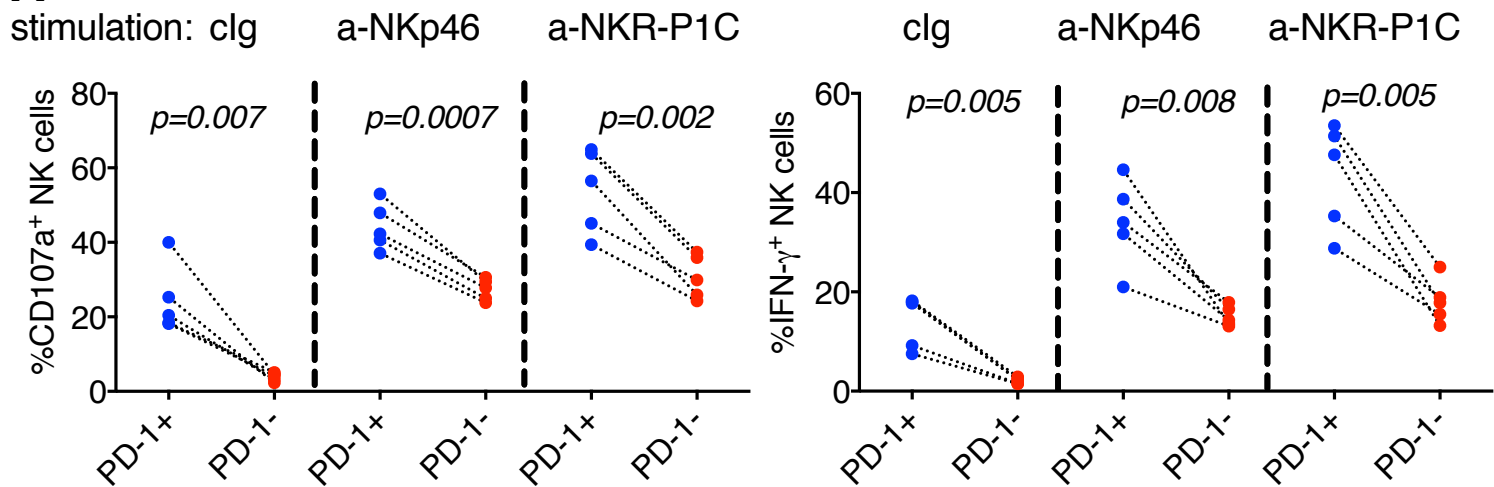 stimulation: cIg a-NKp46 a-NKR-P1C cIg a-NKp46 a-NKR-P1C
%CD107a+ NK cells
80
60
40
20
0
p=0.007 p=0.0007 p=0.002
PD-1+ PD-1- PD-1+ PD-1- PD-1+ PD-1-
%IFN-γ+ NK cells
60
40
20
0
p=0.005 p=0.008 p=0.005
PD-1+ PD-1- PD-1+ PD-1- PD-1+ PD-1-